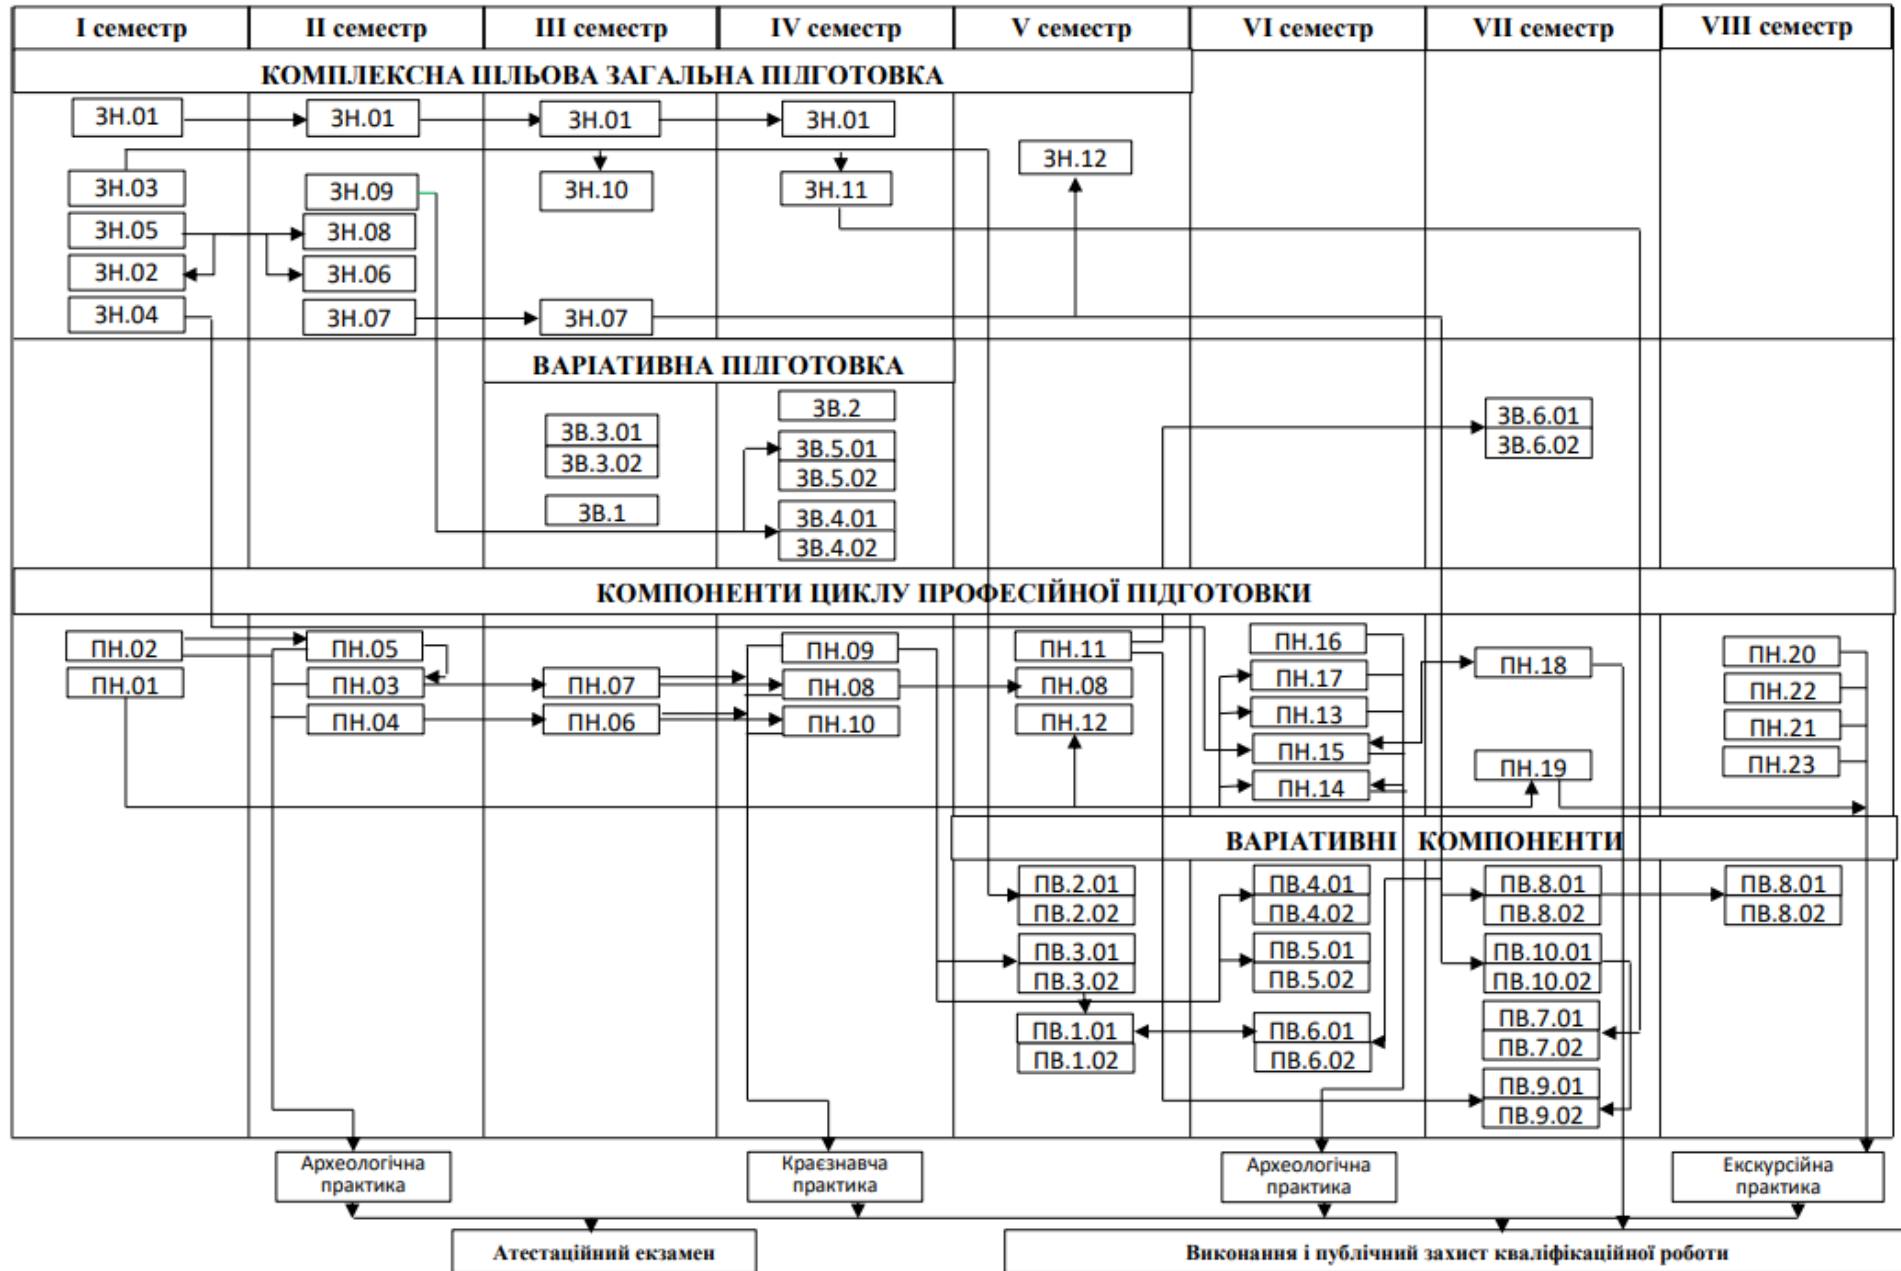 І семестр
ІІ семестр
ІІІ семестр
IV семестр
V семестр
VI семестр
VII семестр
VIII семестр
КОМПЛЕКСНА ЦІЛЬОВА ЗАГАЛЬНА ПІДГОТОВКА
ЗН.01
ЗН.01
ЗН.01
ЗН.01
ЗН.12
ЗН.03
ЗН.09
ЗН.10
ЗН.11
ЗН.05
ЗН.08
ЗН.02
ЗН.06
ЗН.04
ЗН.07
ЗН.07
ВАРІАТИВНА ПІДГОТОВКА
ЗВ.2
ЗВ.3.01
ЗВ.3.02
ЗВ.5.01
ЗВ.5.02
ЗВ.6.01
ЗВ.6.02
ЗВ.1
ЗВ.4.01
ЗВ.4.02
КОМПОНЕНТИ ЦИКЛУ ПРОФЕСІЙНОЇ ПІДГОТОВКИ
ПН.02
ПН.05
ПН.09
ПН.11
ПН.16
ПН.20
ПН.01
ПН.03
ПН.07
ПН.08
ПН.08
ПН.17
ПН.18
ПН.22
ПН.04
ПН.06
ПН.10
ПН.12
ПН.13
ПН.21
ПН.15
ПН.19
ПН.23
ПН.14
ВАРІАТИВНІ КОМПОНЕНТИ
ПВ.2.01
ПВ.2.02
ПВ.4.01
ПВ.4.02
ПВ.8.01
ПВ.8.02
ПВ.8.01
ПВ.8.02
ПВ.3.01
ПВ.3.02
ПВ.5.01
ПВ.5.02
ПВ.10.01
ПВ.10.02
ПВ.1.01
ПВ.1.02
ПВ.6.01
ПВ.6.02
ПВ.7.01
ПВ.7.02
ПВ.9.01
ПВ.9.02
Археологічна
практика
Краєзнавча
практика
Археологічна
практика
Екскурсійна
практика
Атестаційний екзамен
Виконання і публічний захист кваліфікаційної роботи